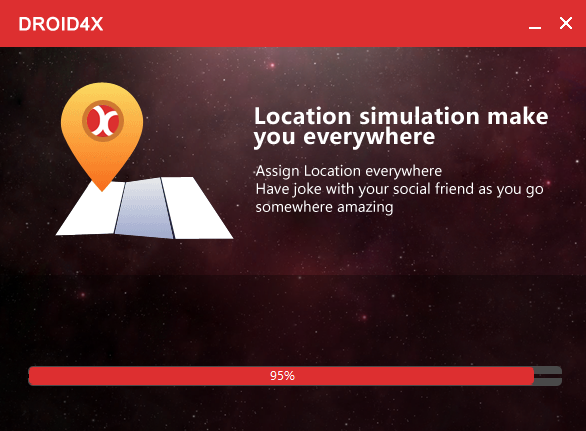 DROID4X
Location simulation make
you everywhere
Assign Location everywhere
Have joke with your social friend as you go
somewhere amazing
95%